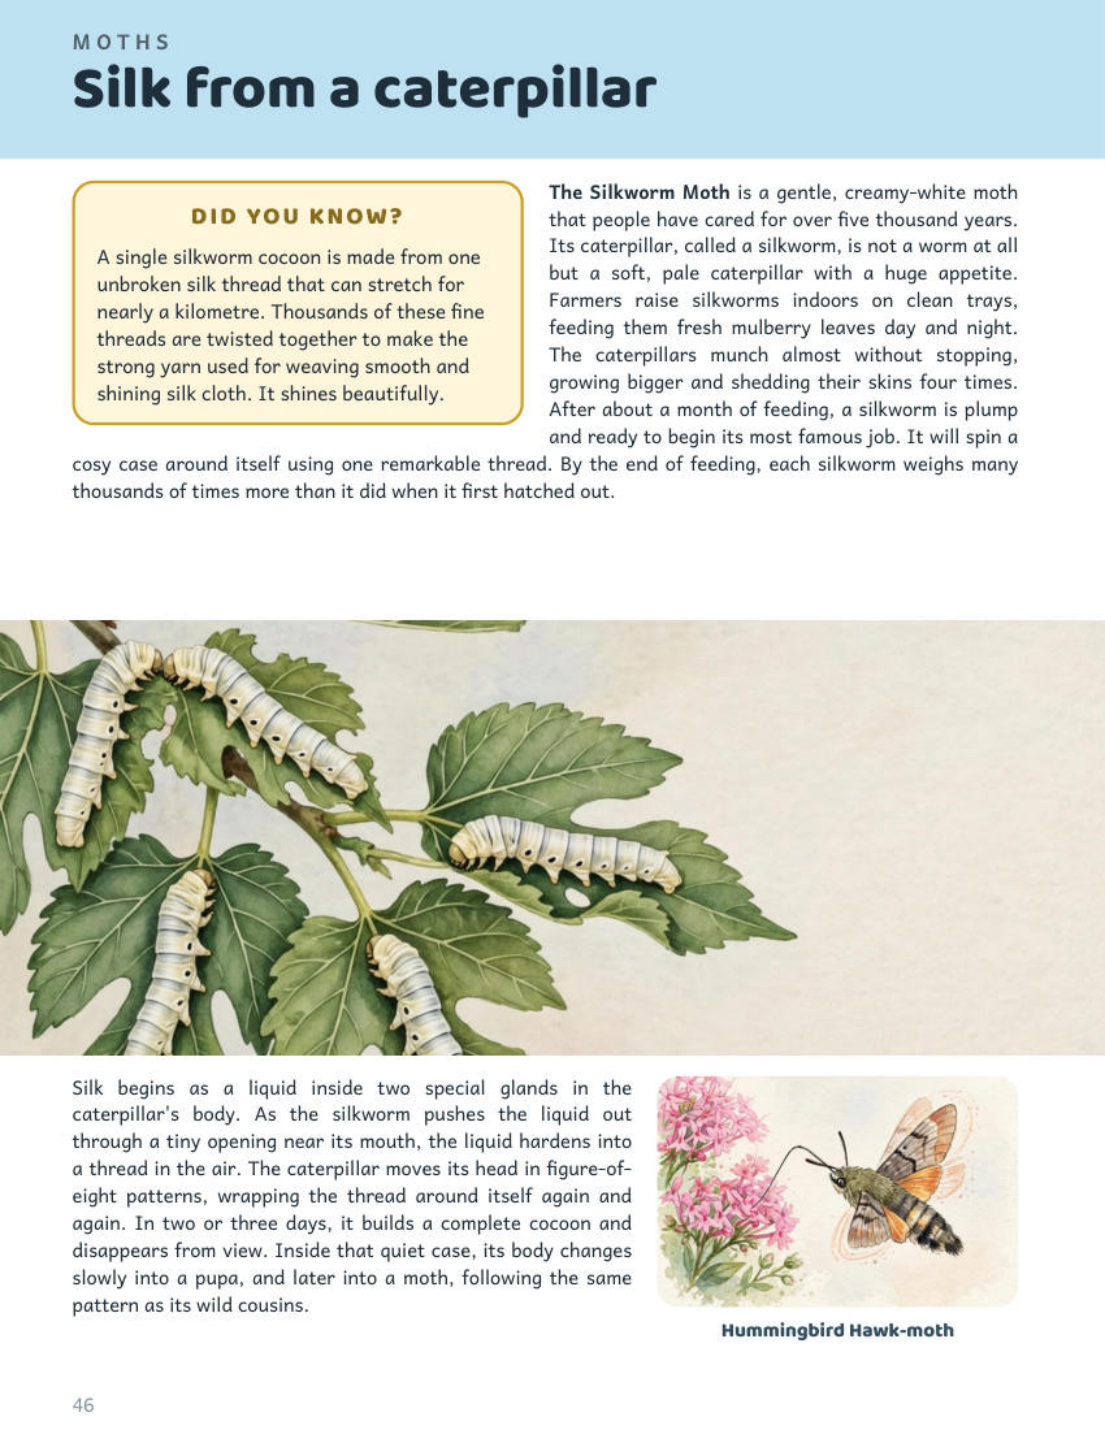 MOTHS
Silk from a caterpillar
DID YOU KNOW?
A single silkworm cocoon is made from one
unbroken silk thread that can stretch for
nearly a kilometre. Thousands of these fine
threads are twisted together to make the
strong yarn used for weaving smooth and
shining silk cloth. It shines beautifully.
The Silkworm Moth is a gentle, creamy-white moth
that people have cared for over five thousand years.
Its caterpillar, called a silkworm, is not a worm at all
but a soft, pale caterpillar with a huge appetite.
Farmers raise silkworms indoors on clean trays,
feeding them fresh mulberry leaves day and night.
The caterpillars munch almost without stopping,
growing bigger and shedding their skins four times.
After about a month of feeding, a silkworm is plump
and ready to begin its most famous job. It will spin a
cosy case around itself using one remarkable thread. By the end of feeding, each silkworm weighs many
thousands of times more than it did when it first hatched out.
Silk begins as a liquid inside two special glands in the
caterpillar's body. As the silkworm pushes the liquid out
through a tiny opening near its mouth, the liquid hardens into
a thread in the air. The caterpillar moves its head in figure-of-
eight patterns, wrapping the thread around itself again and
again. In two or three days, it builds a complete cocoon and
disappears from view. Inside that quiet case, its body changes
slowly into a pupa, and later into a moth, following the same
pattern as its wild cousins.
Hummingbird Hawk-moth
46